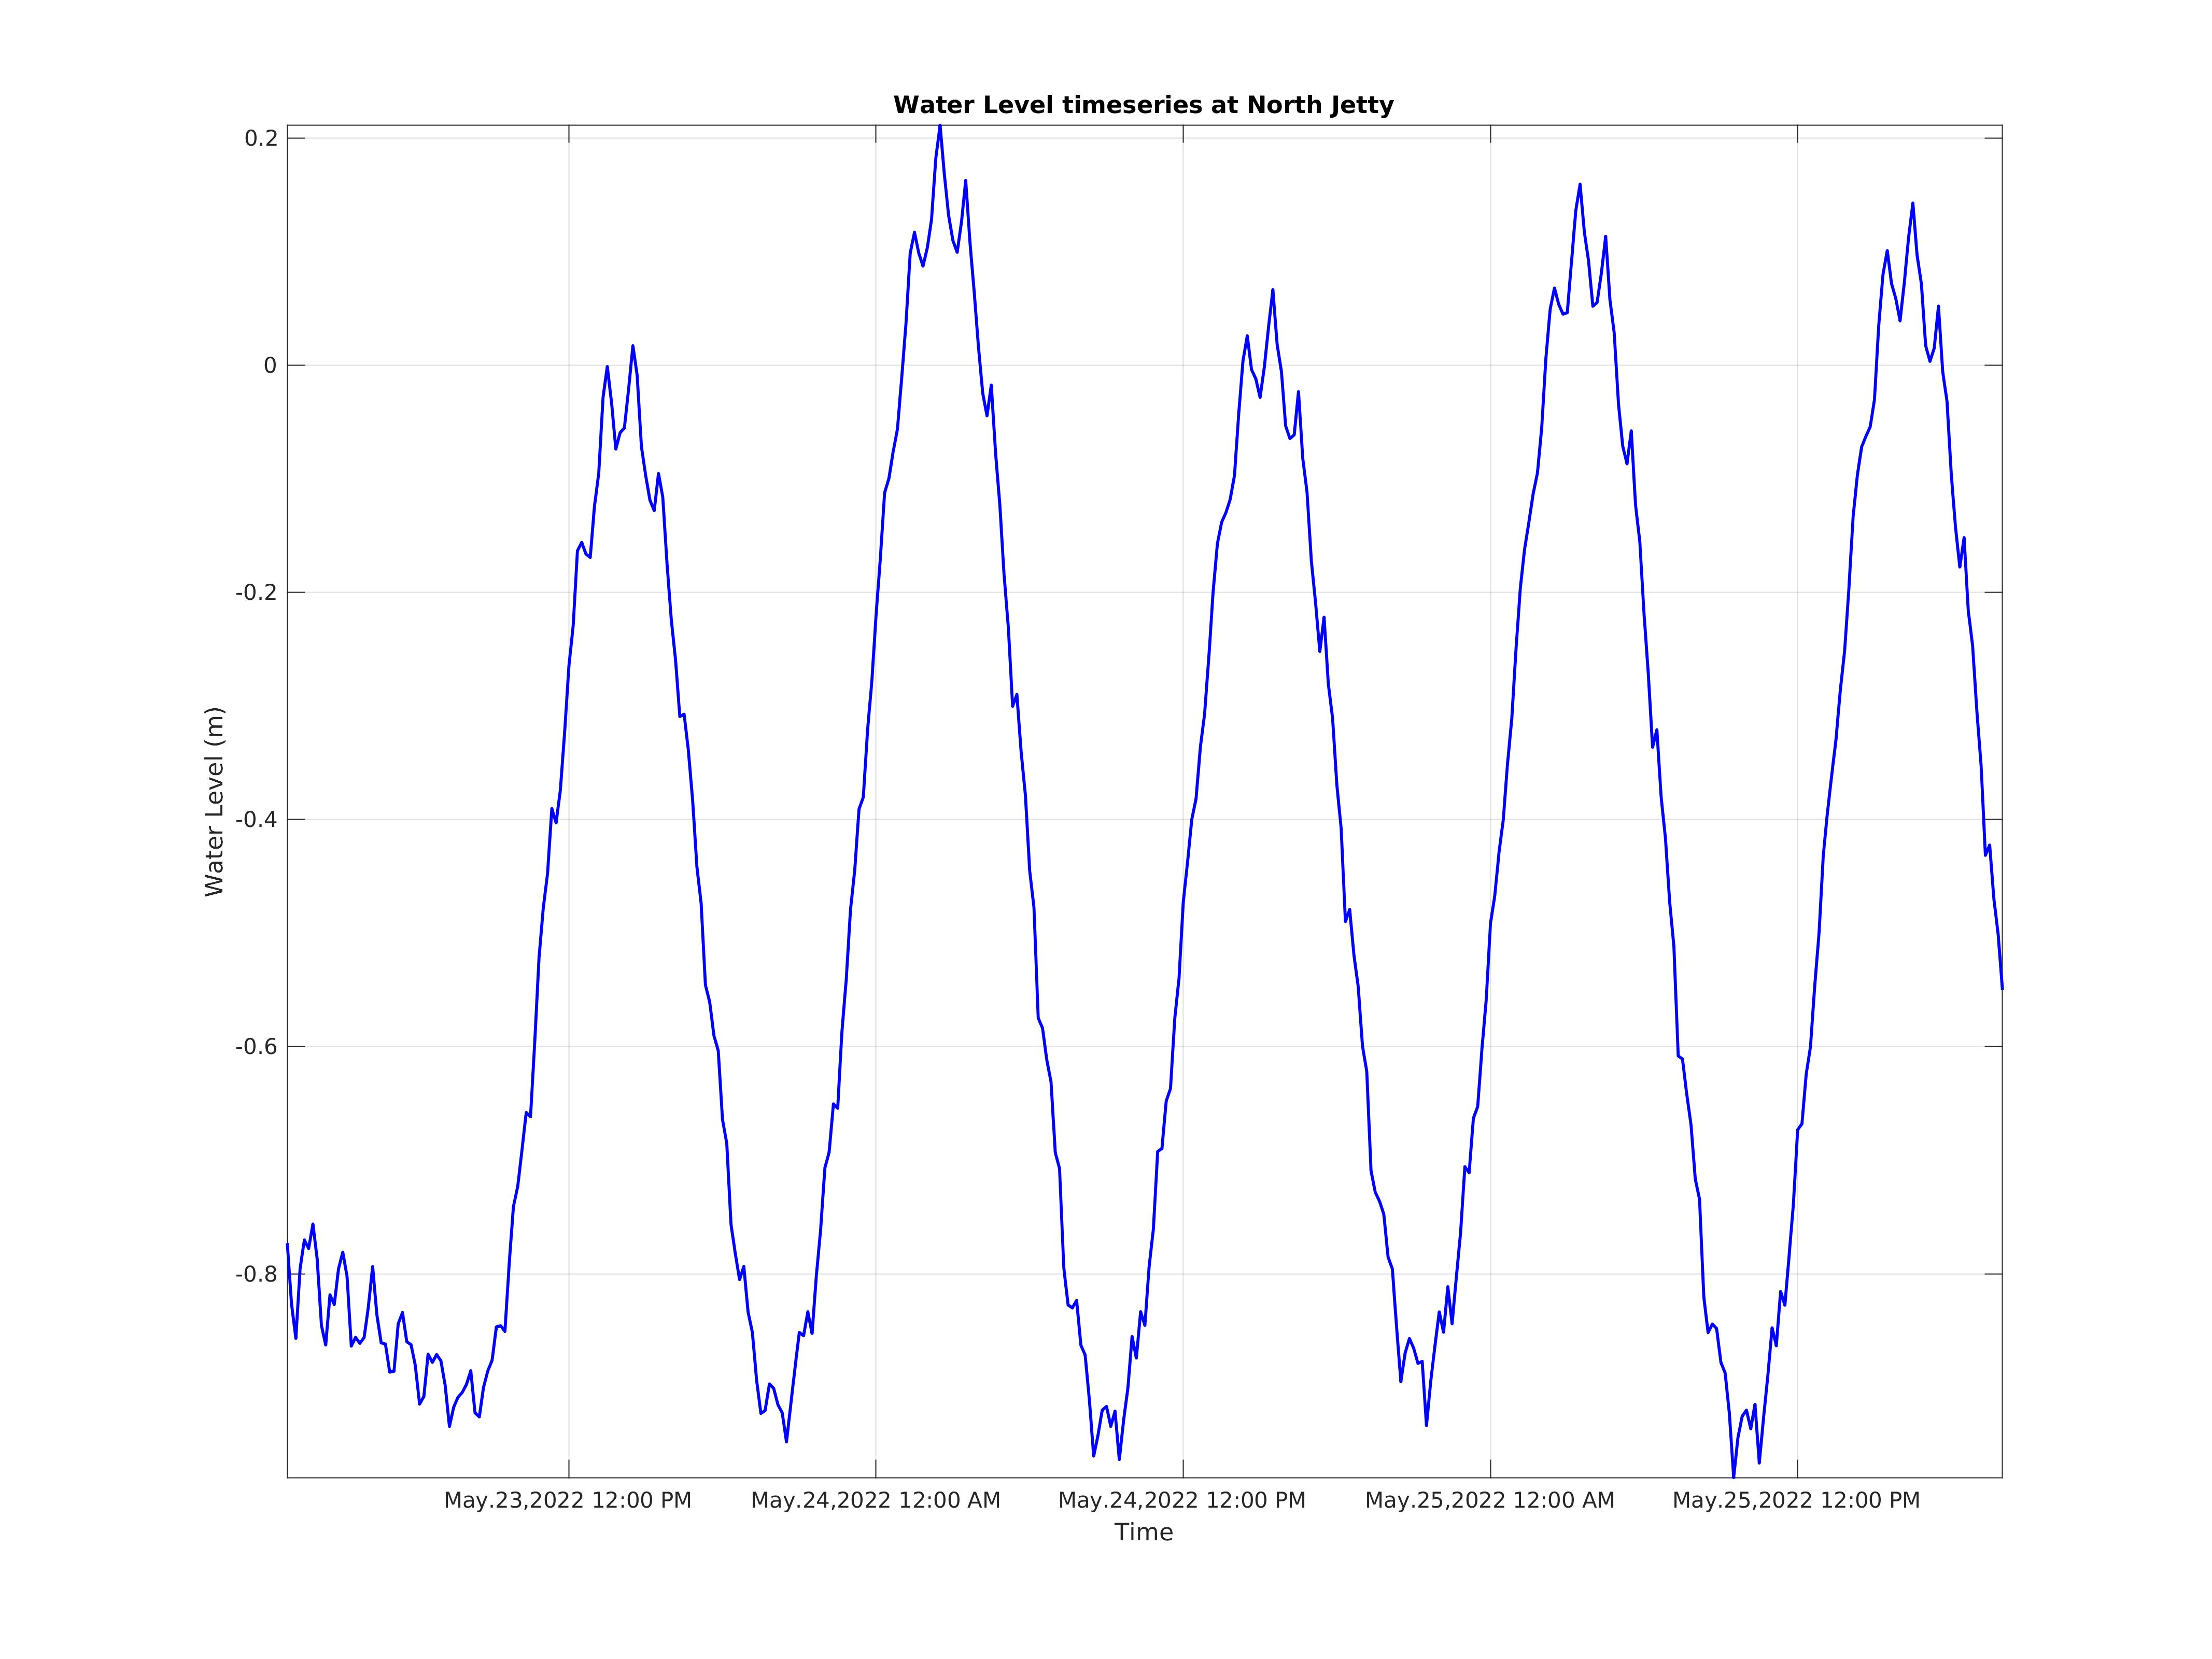 Water Level timeseries at North Jetty
0.2
0
-0.2
-0.4
-0.6
-0.8
Water Level (m)
May.23,2022 12:00 PM
May.24,2022 12:00 AM
May.24,2022 12:00 PM
May.25,2022 12:00 AM
May.25,2022 12:00 PM
Time